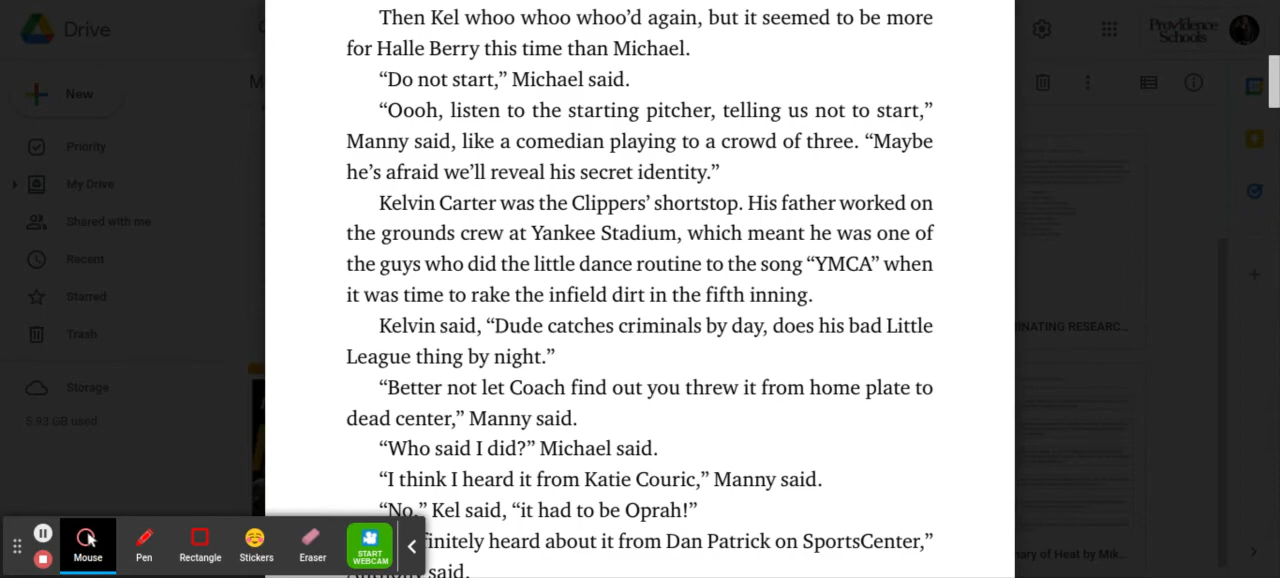 Drive
New
Priority
My Drive
Shared with me
Recent
Starred
Trash
Storage
5.93 GB used
M
Then Kel whoo whoo whoo’d again, but it seemed to be more
for Halle Berry this time than Michael.
“Do not start,” Michael said.
“Oooh, listen to the starting pitcher, telling us not to start,”
Manny said, like a comedian playing to a crowd of three. “Maybe
he’s afraid we’ll reveal his secret identity.”
Kelvin Carter was the Clippers’ shortstop. His father worked on
the grounds crew at Yankee Stadium, which meant he was one of
the guys who did the little dance routine to the song “YMCA” when
it was time to rake the infield dirt in the fifth inning.
Kelvin said, “Dude catches criminals by day, does his bad Little
League thing by night.”
“Better not let Coach find out you threw it from home plate to
dead center,” Manny said.
“Who said I did?” Michael said.
“I think I heard it from Katie Couric,” Manny said.
“No,” Kel said, “it had to be Oprah!”
finitely heard about it from Dan Patrick on SportsCenter,”
said.
Providence
Schools
INATING RESEARC...
ary of Heat by Mik...
Mouse
Pen
Rectangle
Stickers
Eraser
START
WEBCAM